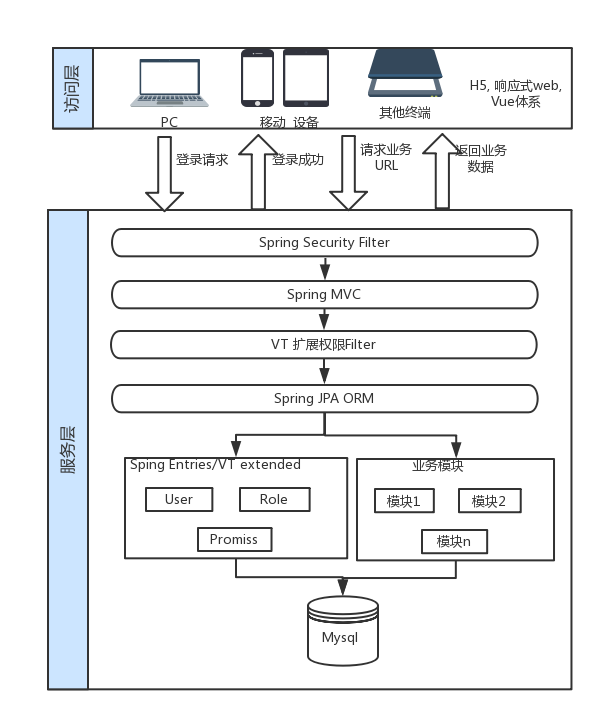 访问层
PC
移动 设备
其他终端
H5, 响应式web,
Vue体系
登录请求
登录成功
请求业务
URL
返回业务
数据
服务层
Spring Security Filter
Spring MVC
VT 扩展权限Filter
Spring JPA ORM
Sping Entries/VT extended
User
Role
Promiss
业务模块
模块1
模块2
模块n
Mysql